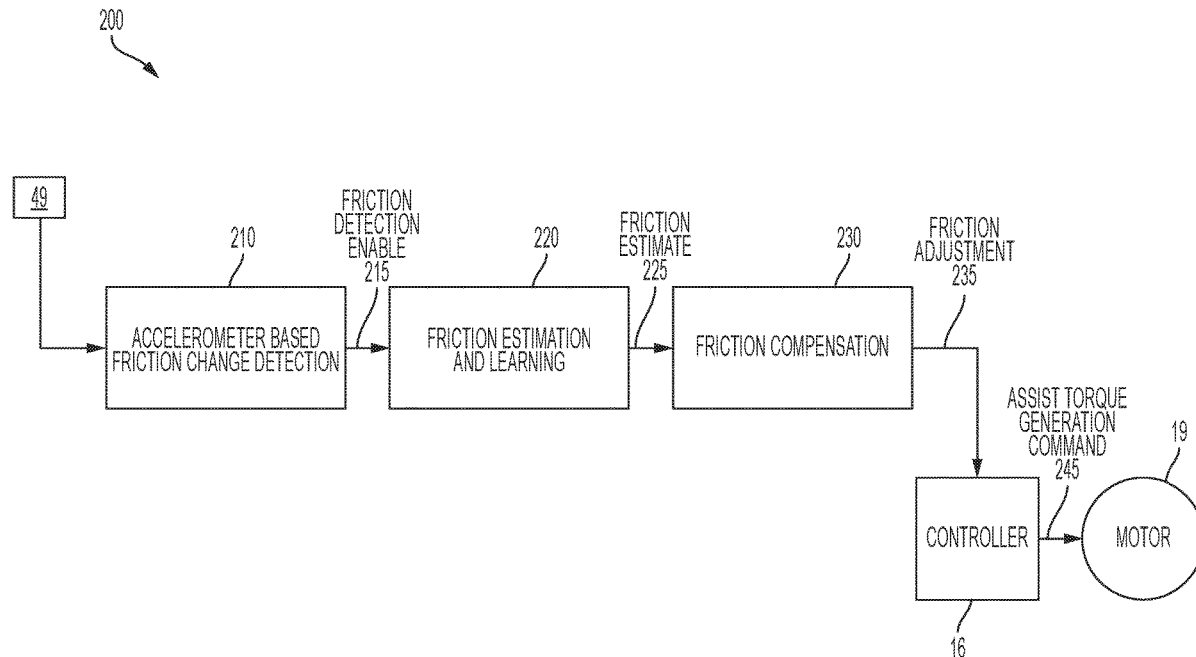 200
49
FRICTION
DETECTION
ENABLE
215
FRICTION
ESTIMATE
225
FRICTION
ADJUSTMENT
235
210
220
230
ACCELEROMETER BASED
FRICTION CHANGE DETECTION
FRICTION ESTIMATION
AND LEARNING
FRICTION COMPENSATION
ASSIST TORQUE
GENERATION
COMMAND
245
19
CONTROLLER
MOTOR
16